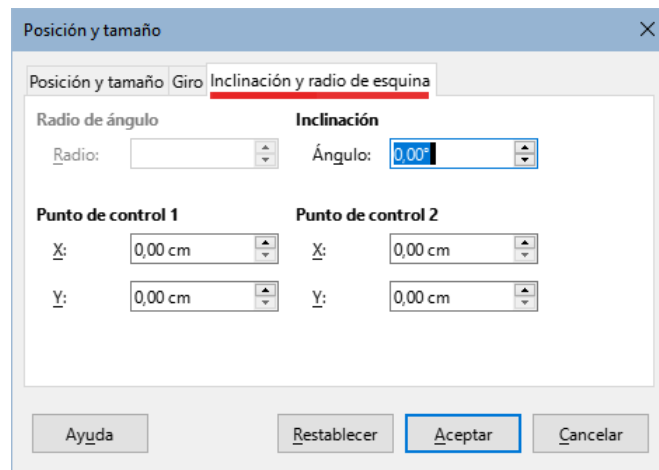 Posición y tamaño
Posición y tamaño Giro Inclinación y radio de esquina
Radio de ángulo Inclinación
Radio: Ángulo: 0,00°
Punto de control 1 Punto de control 2
X: 0,00 cm X: 0,00 cm
Y: 0,00 cm Y: 0,00 cm
Ayuda Restablecer Aceptar Cancelar